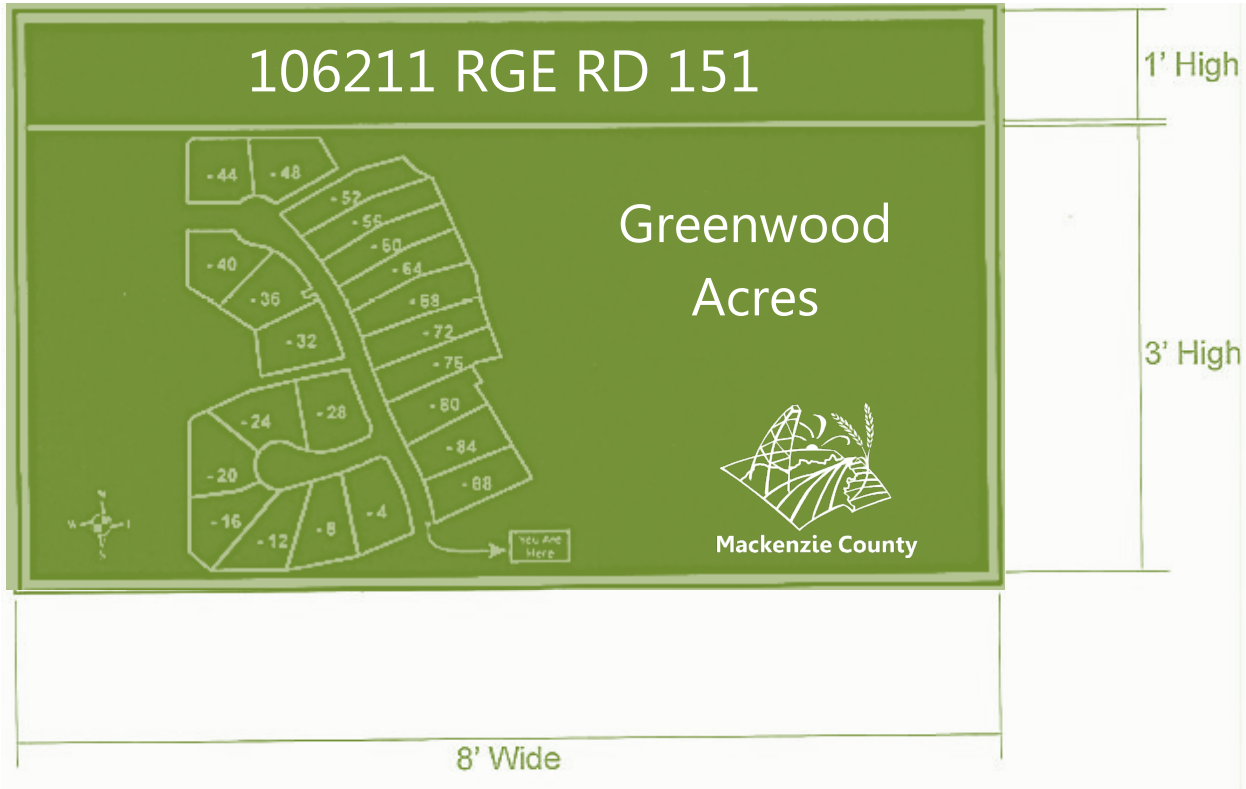 106211 RGE RD 151
1' High
- 44
- 48
- 52
- 56
- 60
- 64
- 68
- 72
- 76
- 80
- 84
- 88
- 40
- 36
- 32
- 28
- 24
- 20
- 16
- 12
- 8
- 4
Greenwood
Acres
3' High
N
W
S
You Are
Here
Mackenzie County
8' Wide